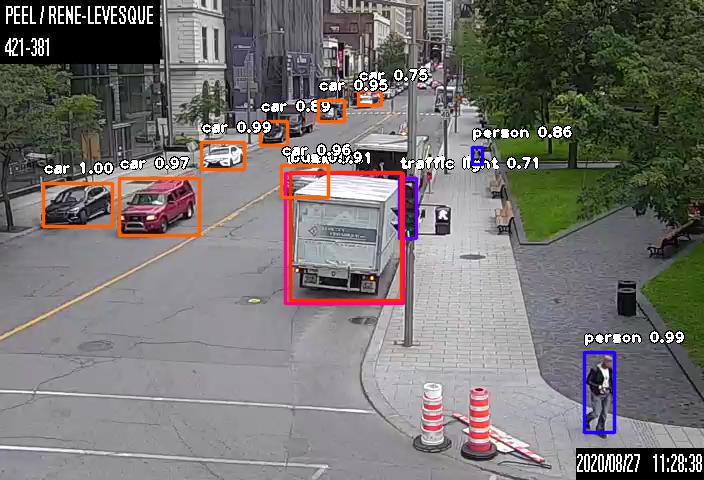 PEEL / RENE-LEVESQUE
421-381
car 0.75
car 0.95
car 0.89
car 0.99
car 0.96
person 0.86
car 1.00
car 0.97
traffic light 0.71
person 0.99
2020/08/27 11:28:38